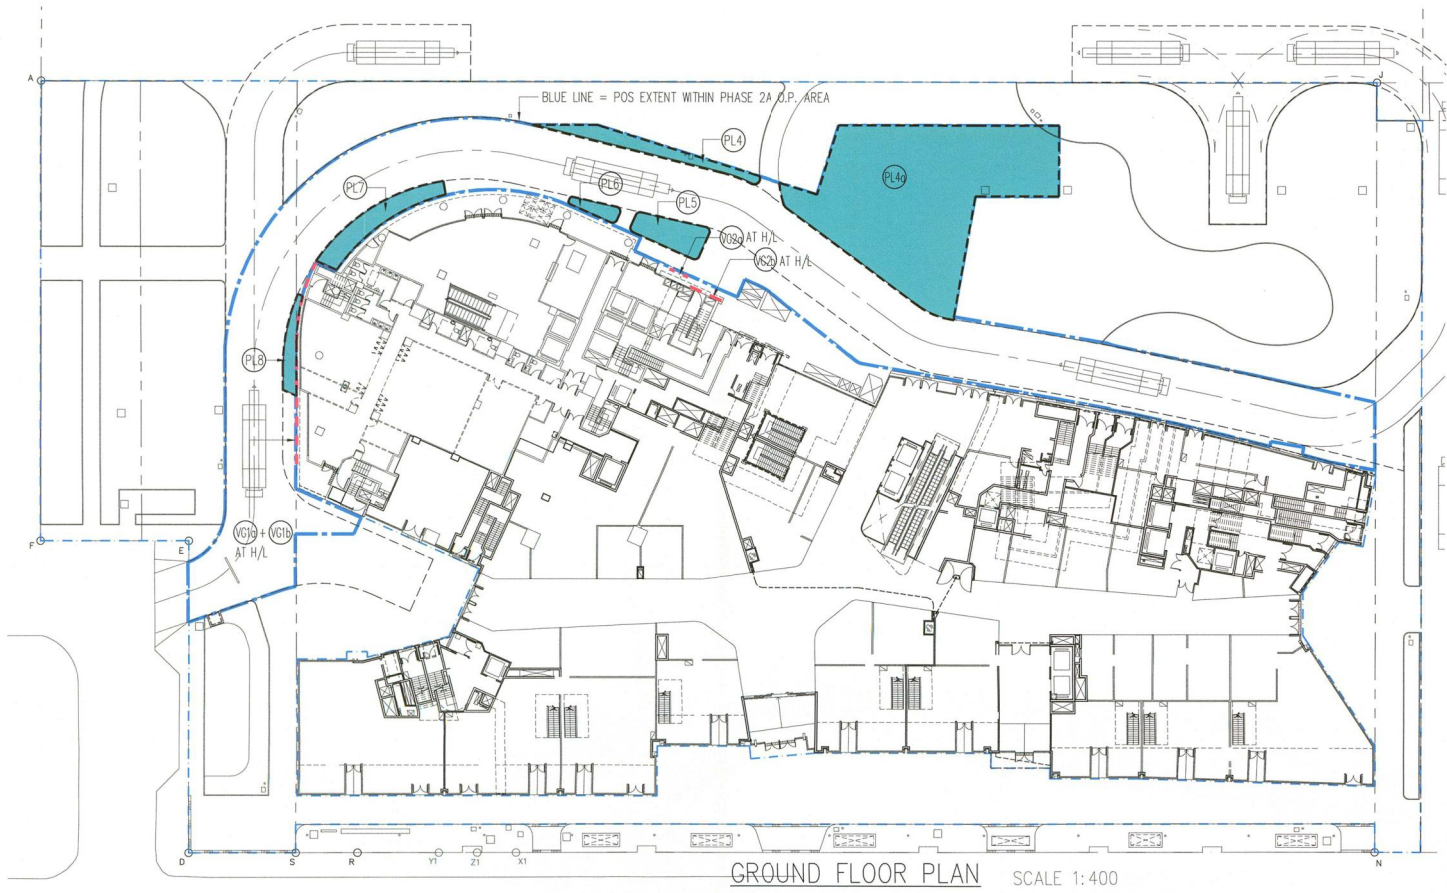 A
J
BLUE LINE = POS EXTENT WITHIN PHASE 2A O.P. AREA
PL4
PL4a
PL7
PL6
PL5
VG2a AT H/L
VG2b AT H/L
PL8
VG1a + VG1b
AT H/L
F
E
D
S
R
Y1
Z1
X1
N
GROUND FLOOR PLAN
SCALE 1:400